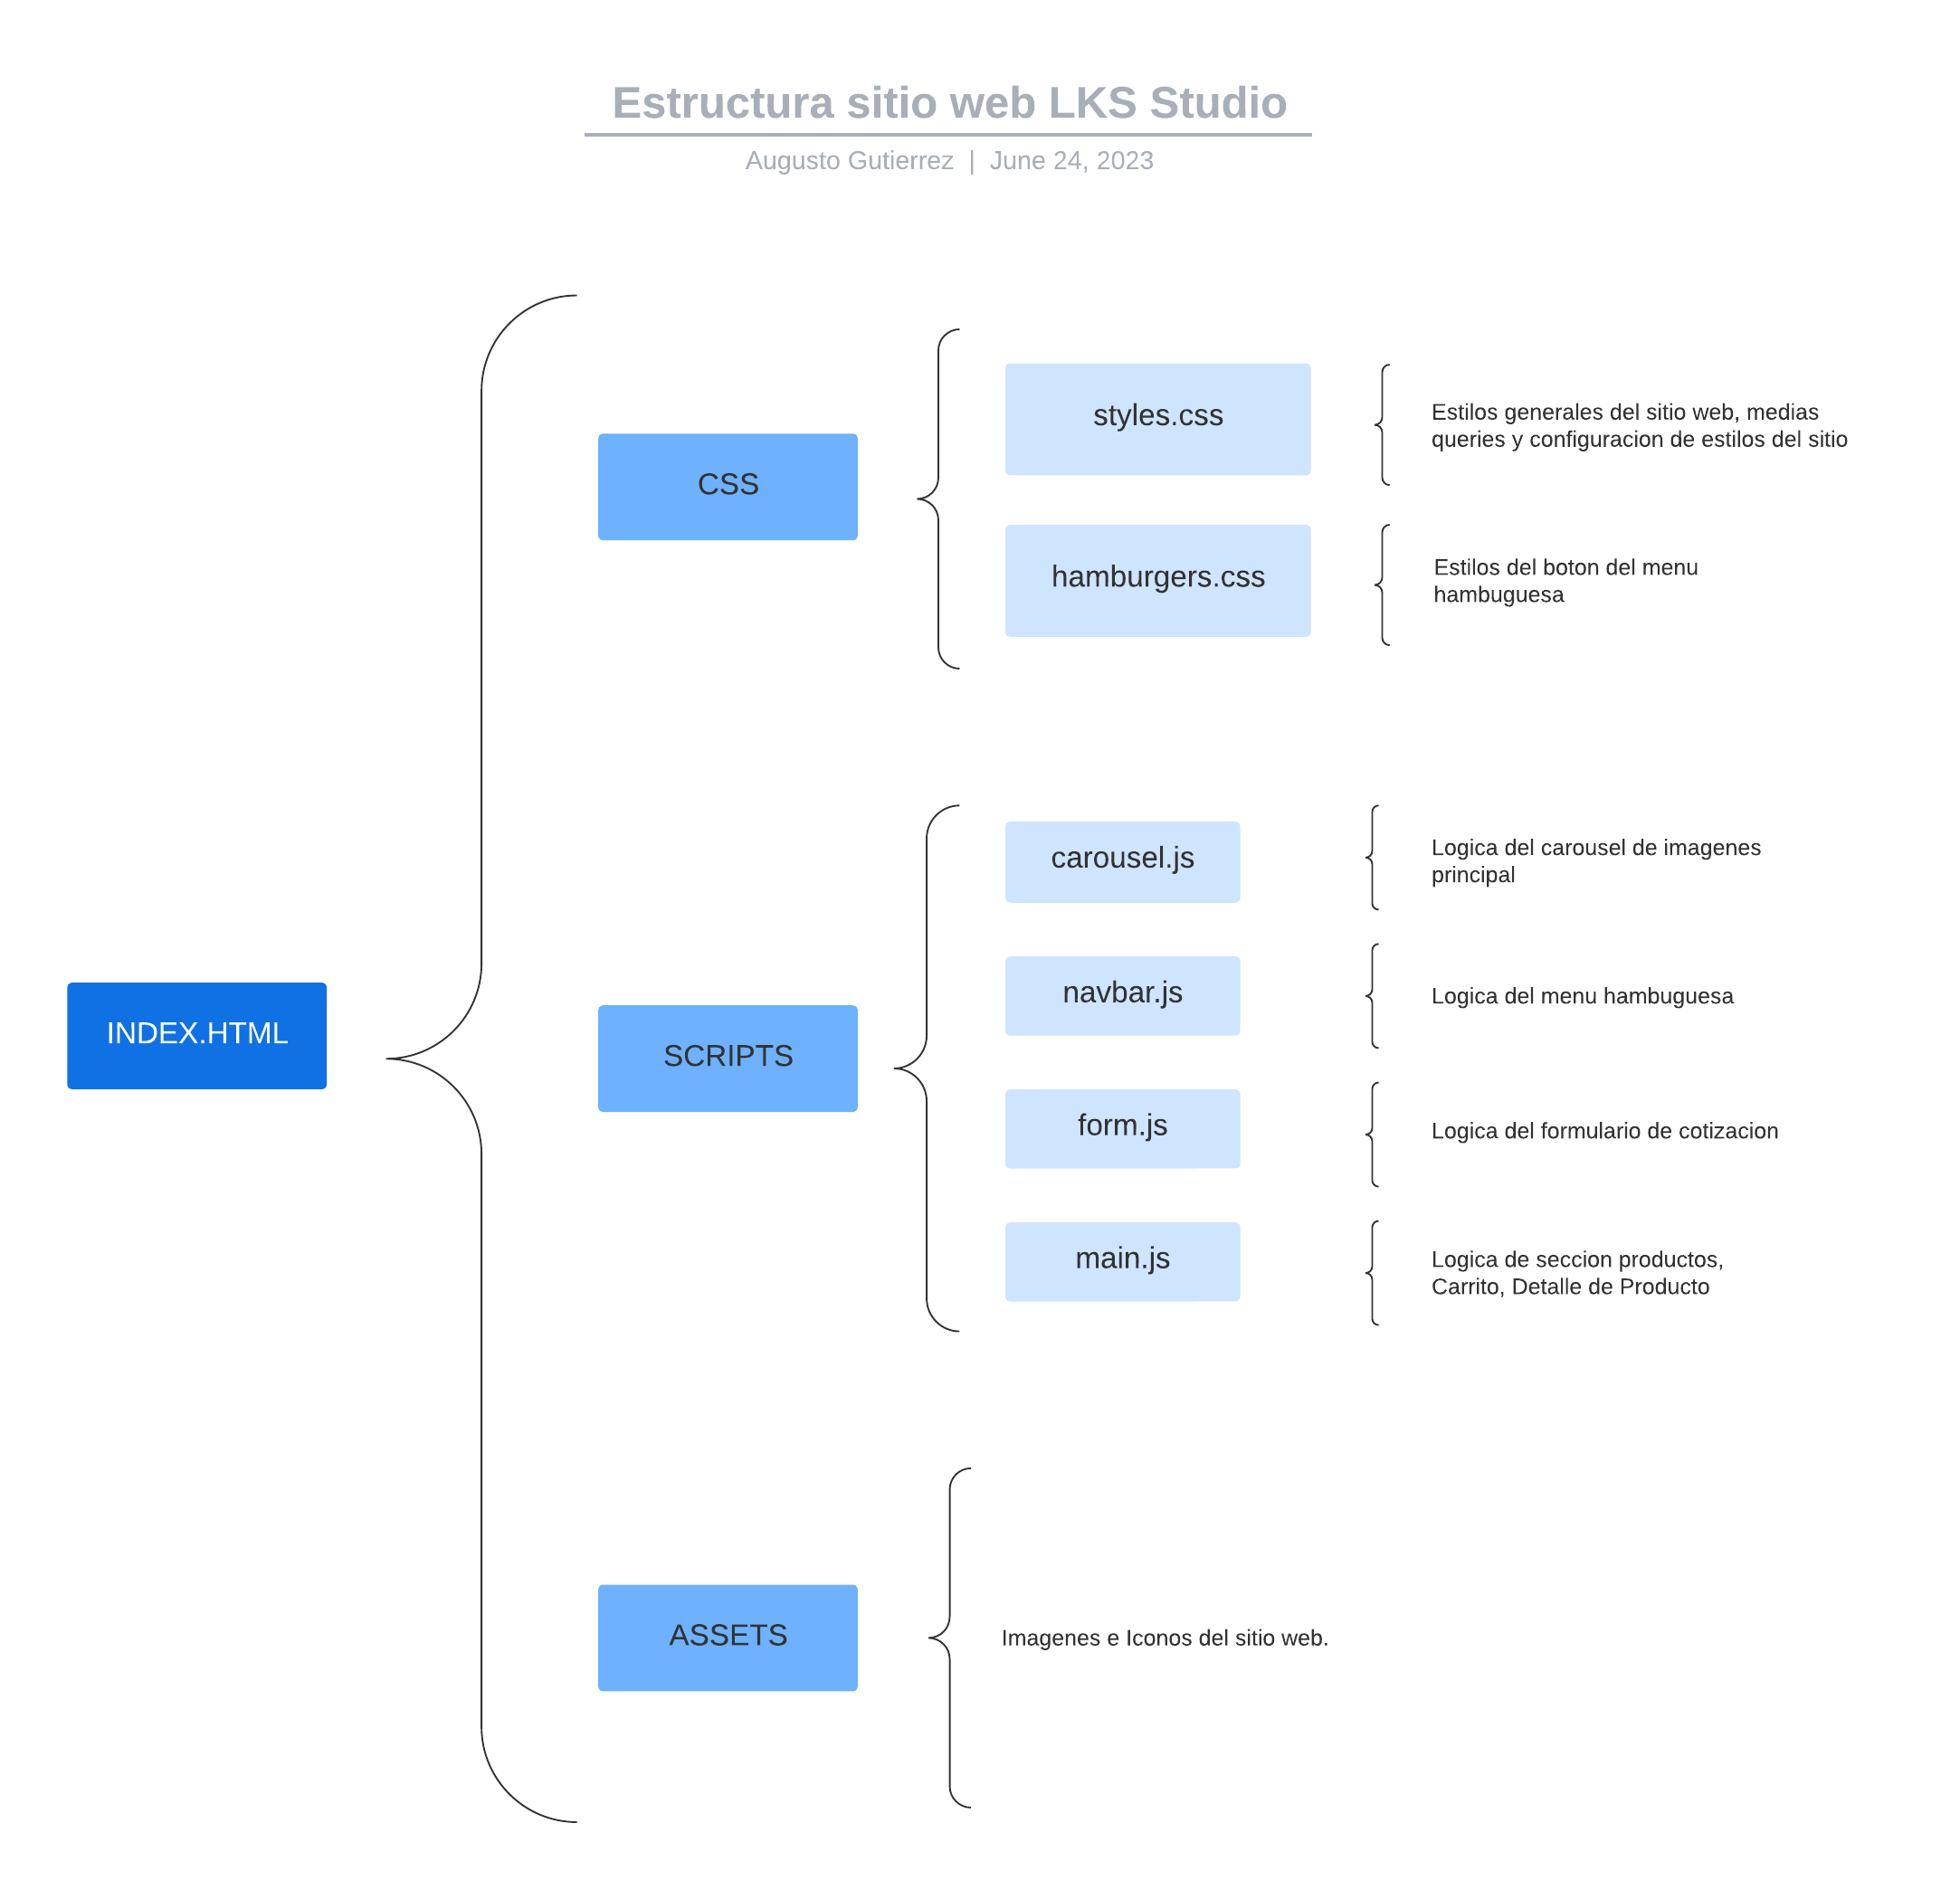 Estructura sitio web LKS Studio
Augusto Gutierrez | June 24, 2023
INDEX.HTML
CSS
styles.css
Estilos generales del sitio web, medias
queries y configuracion de estilos del sitio
hamburgers.css
Estilos del boton del menu
hambuguesa
SCRIPTS
carousel.js
Logica del carousel de imagenes
principal
navbar.js
Logica del menu hambuguesa
form.js
Logica del formulario de cotizacion
main.js
Logica de seccion productos,
Carrito, Detalle de Producto
ASSETS
Imagenes e Iconos del sitio web.